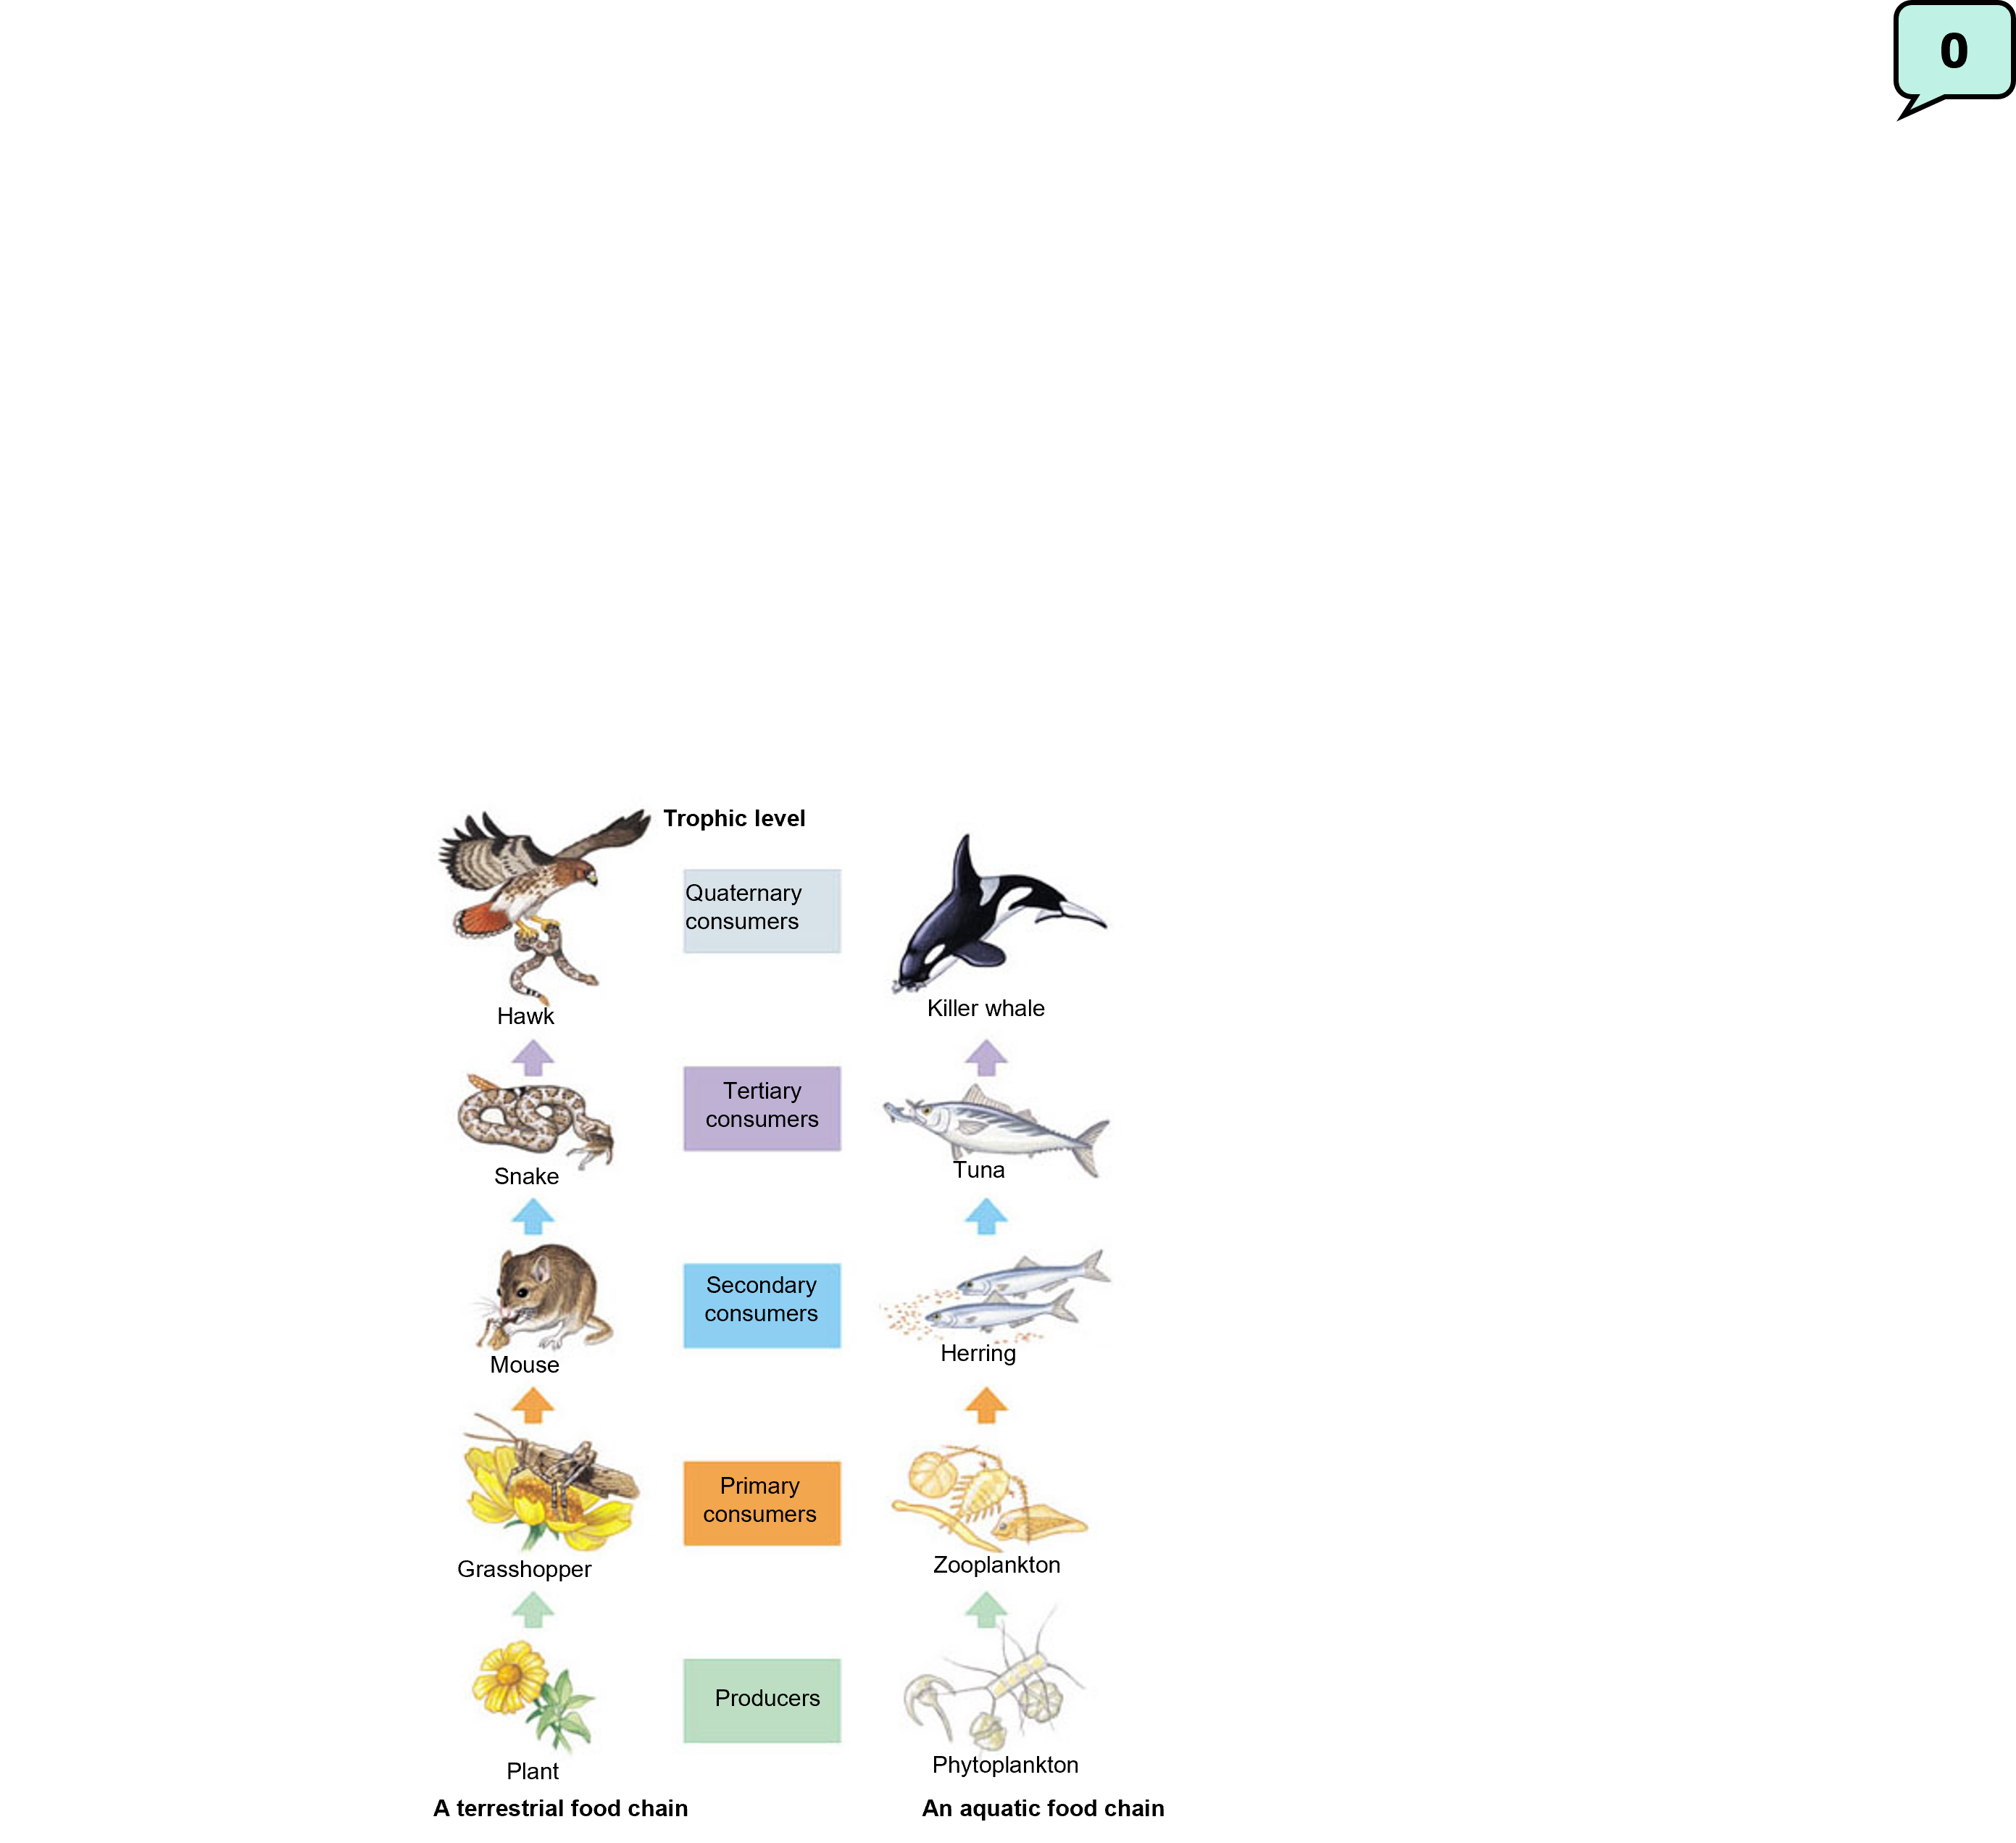 0
Trophic level
Quaternary
consumers
Hawk
Killer whale
Tertiary
consumers
Snake
Tuna
Secondary
consumers
Mouse
Herring
Primary
consumers
Grasshopper
Zooplankton
Producers
Plant
Phytoplankton
A terrestrial food chain
An aquatic food chain